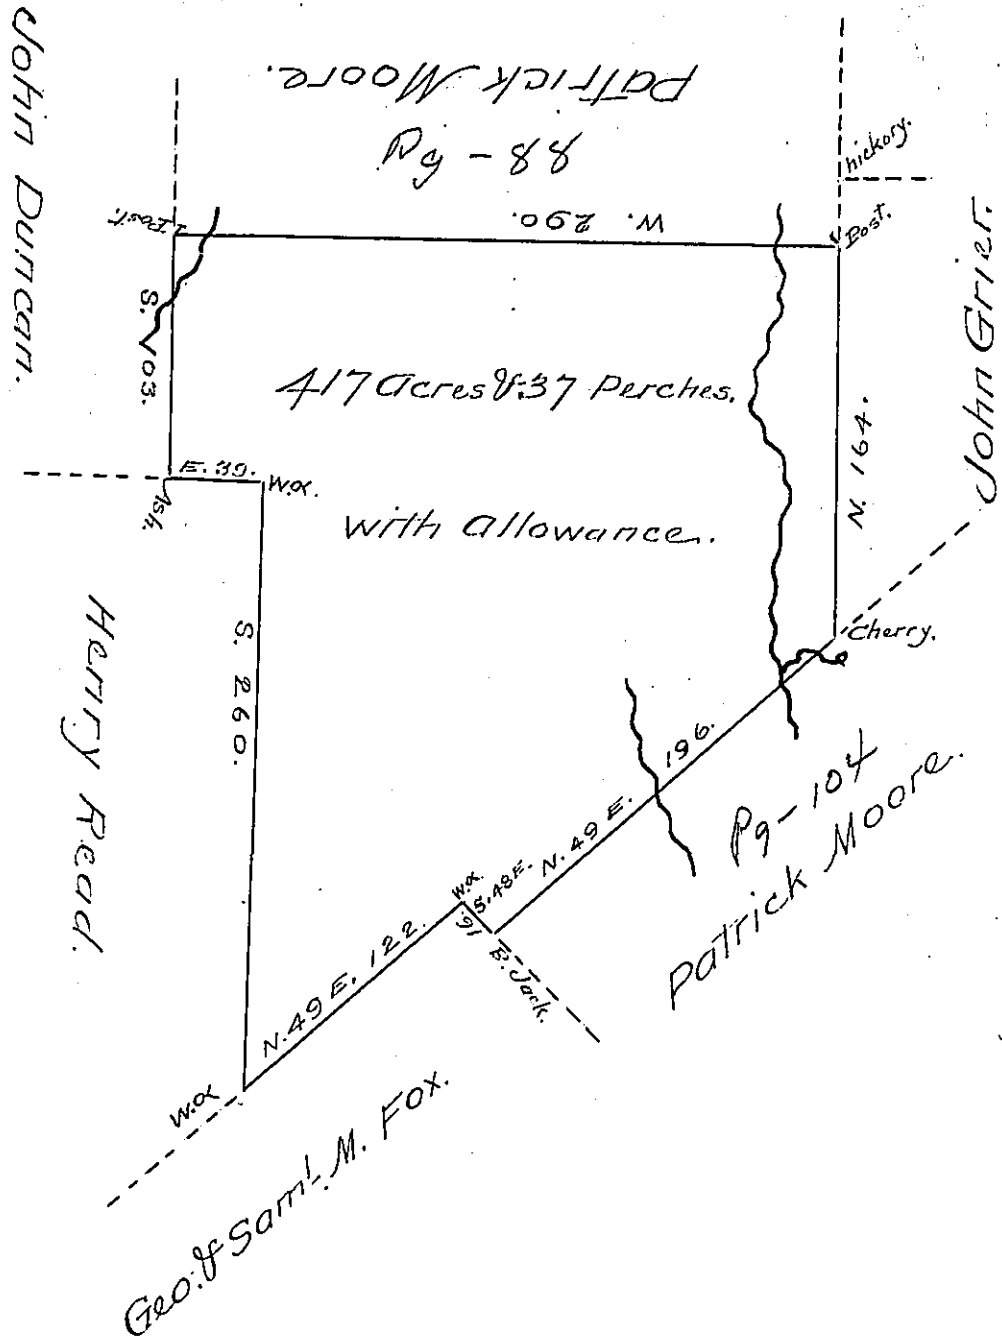 John Duncan.
Patrick Moore.
Pg - 88
hickory.
Post.
W. 290.
Post.
John Grier.
S. 103.
417 acres & 37 Perches.
N. 164.
E. 39.
W.o.
Ash.
with allowance.
Cherry.
Henry Read.
S. 260.
196.
N. 49 E.
Pg - 104
Patrick Moore.
W.o.
S. 48 E.
16.
B. Jack.
N. 49 E. 122.
W.o
Geo: & Saml. M. Fox.